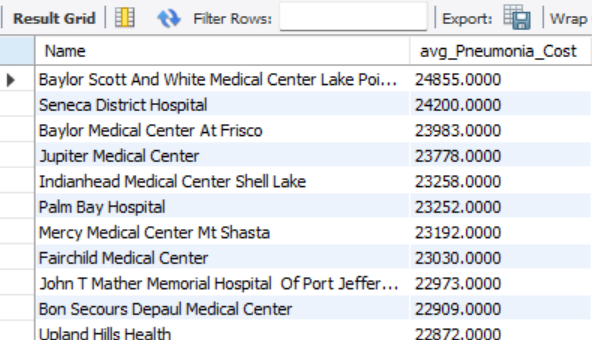 Result Grid Filter Rows: Export: Wrap
Name avg_Pneumonia_Cost
Baylor Scott And White Medical Center Lake Poi... 24855.0000
Seneca District Hospital 24200.0000
Baylor Medical Center At Frisco 23983.0000
Jupiter Medical Center 23778.0000
Indianhead Medical Center Shell Lake 23258.0000
Palm Bay Hospital 23252.0000
Mercy Medical Center Mt Shasta 23192.0000
Fairchild Medical Center 23030.0000
John T Mather Memorial Hospital  Of Port Jeffer... 22973.0000
Bon Secours Depaul Medical Center 22909.0000
Upland Hills Health 22872.0000